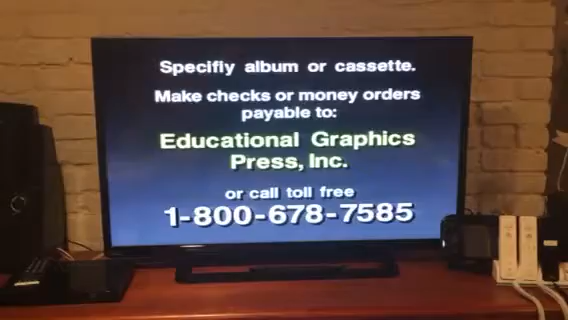 Specifiy album or cassette.
Make checks or money orders
payable to:
Educational Graphics
Press, Inc.
or call toll free
1-800-678-7585